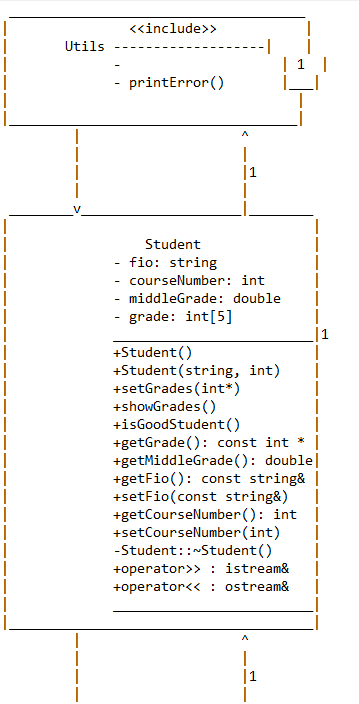 <<include>>
Utils -------------------|
- | 1 |
- printError()
1
Student
- fio: string
- courseNumber: int
- middleGrade: double
- grade: int[5]
1
+Student()
+Student(string, int)
+setGrades(int*)
+showGrades()
+isGoodStudent()
+getGrade(): const int *
+getMiddleGrade(): double
+getFio(): const string&
+setFio(const string&)
+getCourseNumber(): int
+setCourseNumber(int)
-Student::~Student()
+operator>> : istream&
+operator<< : ostream&
1